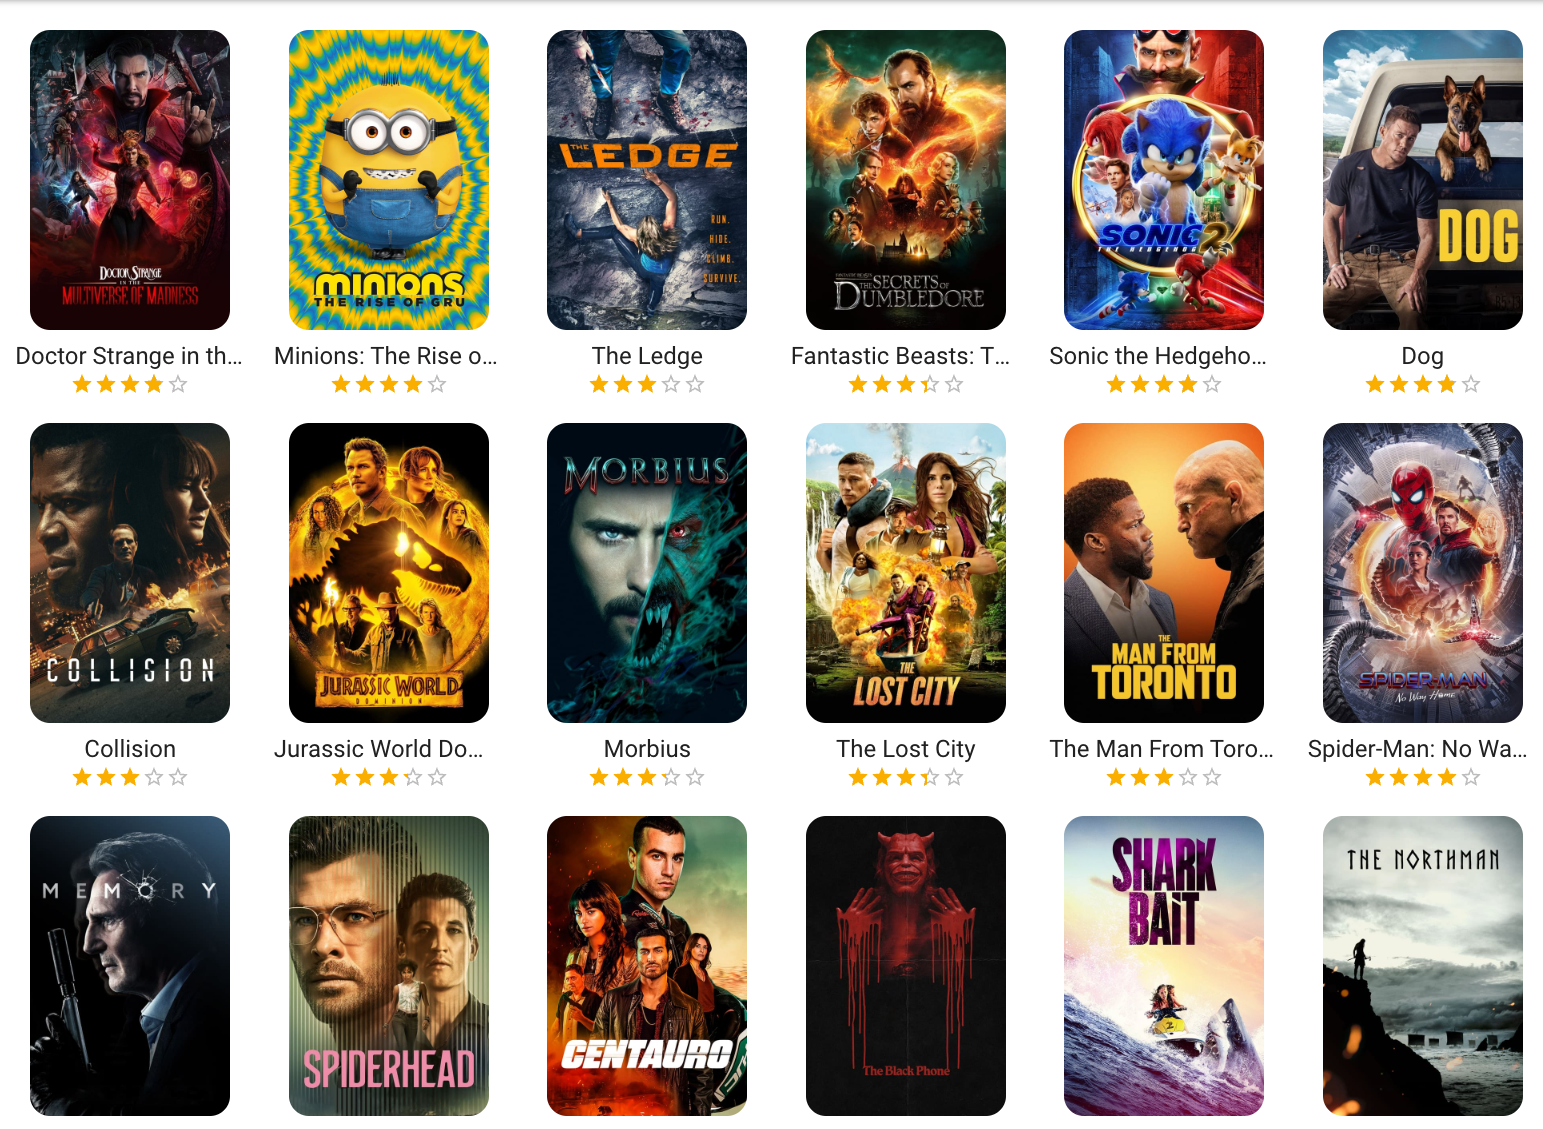 DOCTOR STRANGE
IN THE
MULTIVERSE OF MADNESS
MINIONS
THE RISE OF GRU
THE
LEDGE
RUN.
HIDE.
CLIMB.
SURVIVE.
FANTASTIC BEASTS
THE SECRETS OF
DUMBLEDORE
SONIC 2
THE HEDGEHOG
DOG
Doctor Strange in th...
Minions: The Rise o...
The Ledge
Fantastic Beasts: T...
Sonic the Hedgeho...
Dog
COLLISION
JURASSIC WORLD
DOMINION
MORBIUS
THE
LOST CITY
THE
MAN FROM
TORONTO
SPIDER-MAN
No Way Home
Collision
Jurassic World Do...
Morbius
The Lost City
The Man From Toro...
Spider-Man: No Wa...
MEMORY
SPIDERHEAD
CENTAURO
The Black Phone
SHARK
BAiT
2
THE NORTHMAN